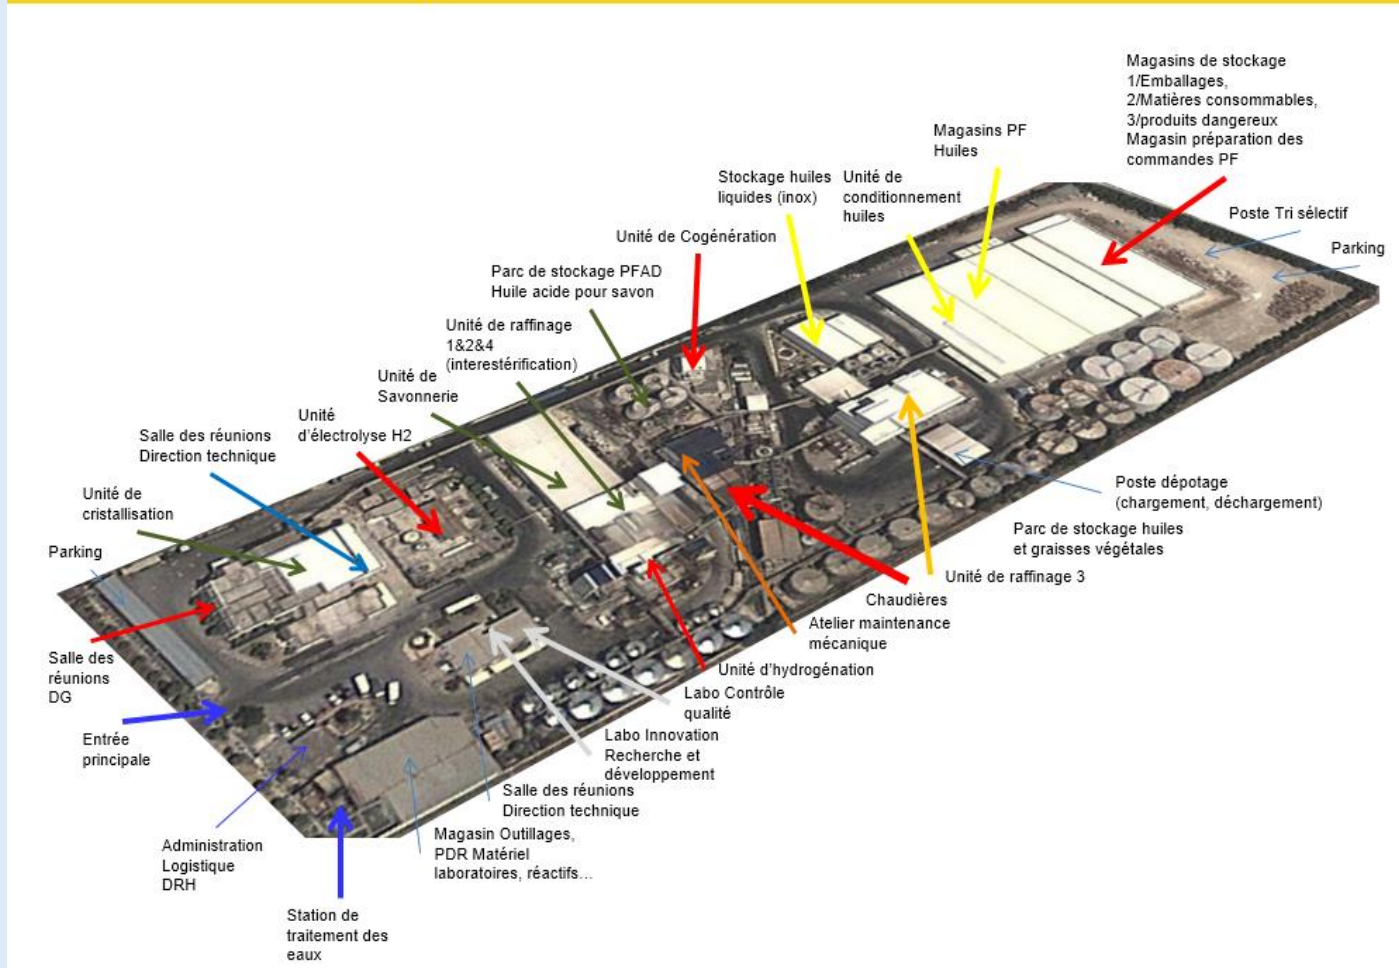 Magasins de stockage
1/Emballages,
2/Matières consommables,
3/produits dangereux
Magasin préparation des
commandes PF
Magasins PF
Huiles
Stockage huiles
liquides (inox)
Unité de
conditionnement
huiles
Poste Tri sélectif
Parking
Unité de Cogénération
Parc de stockage PFAD
Huile acide pour savon
Unité de raffinage
1&2&4
(interestérification)
Unité de
Savonnerie
Unité
d'électrolyse H2
Salle des réunions
Direction technique
Unité de
cristallisation
Parking
Poste dépotage
(chargement, déchargement)
Parc de stockage huiles
et graisses végétales
Unité de raffinage 3
Chaudières
Atelier maintenance
mécanique
Unité d'hydrogénation
Labo Contrôle
qualité
Labo Innovation
Recherche et
développement
Salle des réunions
Direction technique
Magasin Outillages,
PDR Matériel
laboratoires, réactifs...
Salle des
réunions
DG
Entrée
principale
Administration
Logistique
DRH
Station de
traitement des
eaux